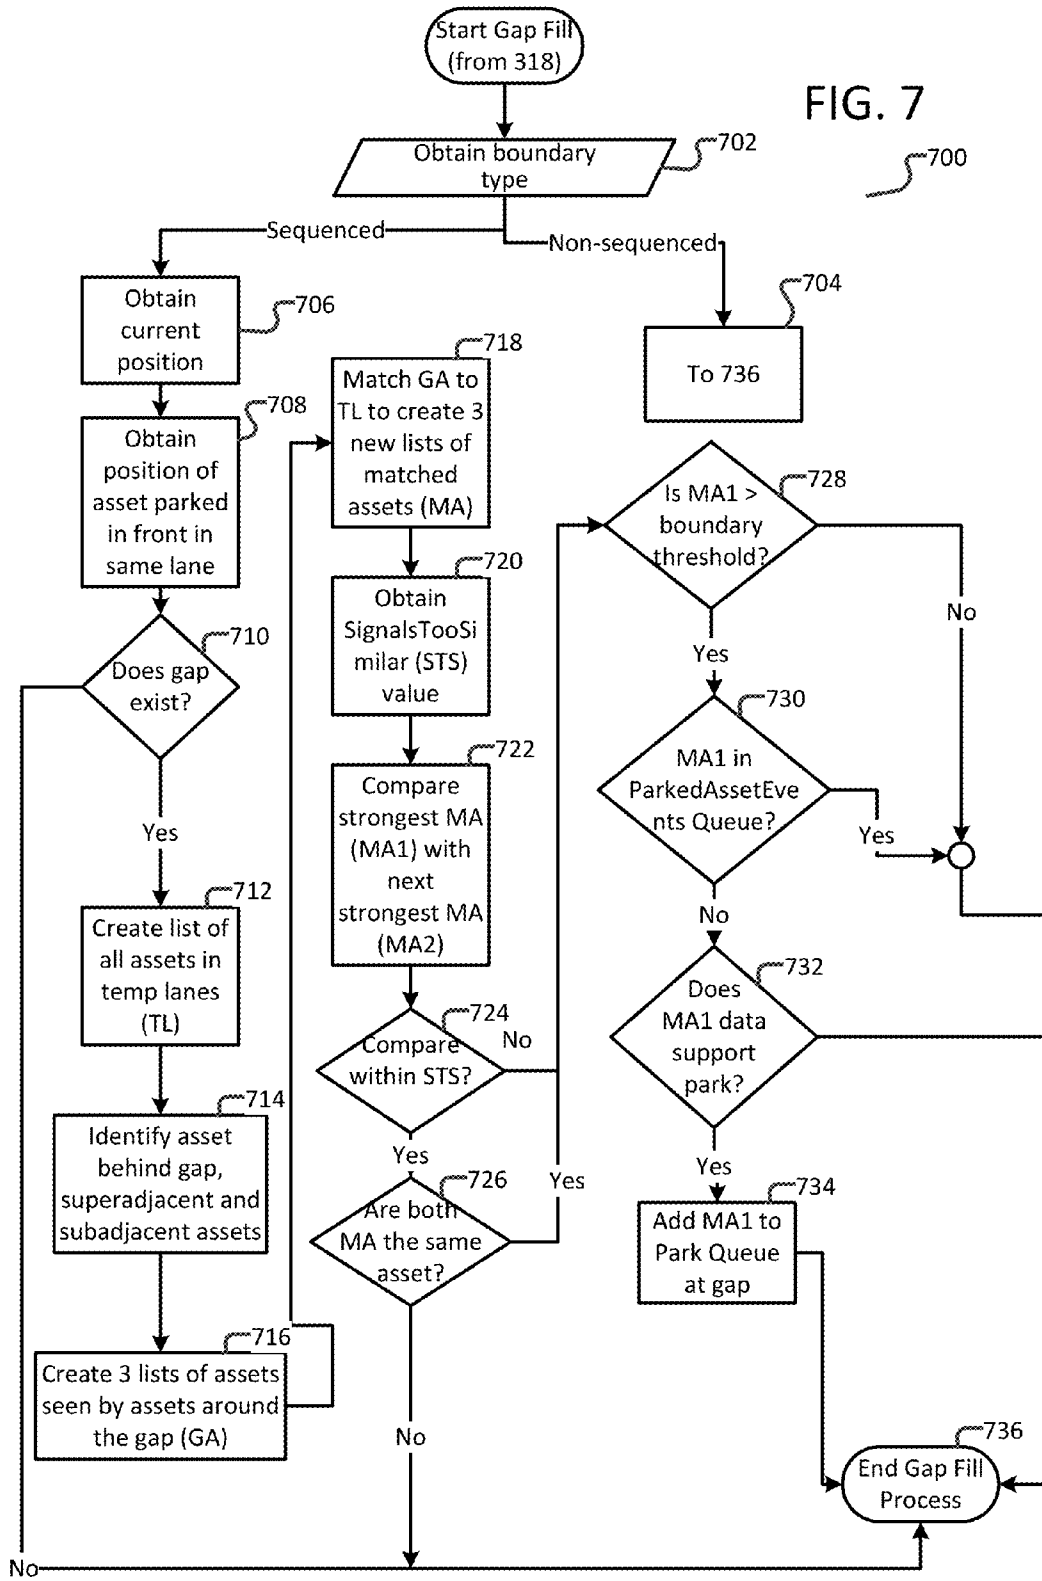 Start Gap Fill
(from 318)
FIG. 7
Obtain boundary
type
702
700
Sequenced
Non-sequenced
Obtain
current
position
706
704
To 736
708
Obtain
position of
asset parked
in front in
same lane
710
Does gap
exist?
Yes
712
Create list of
all assets in
temp lanes
(TL)
714
Identify asset
behind gap,
superadjacent and
subadjacent assets
716
Create 3 lists of assets
seen by assets around
the gap (GA)
No
718
Match GA to
TL to create 3
new lists of
matched
assets (MA)
720
Obtain
SignalsTooSi
milar (STS)
value
722
Compare
strongest MA
(MA1) with
next
strongest MA
(MA2)
724
Compare
within STS?
No
Yes
726
Are both
MA the same
asset?
Yes
No
728
Is MA1 >
boundary
threshold?
No
Yes
730
MA1 in
ParkedAssetEve
nts Queue?
Yes
No
732
Does
MA1 data
support
park?
Yes
734
Add MA1 to
Park Queue
at gap
736
End Gap Fill
Process